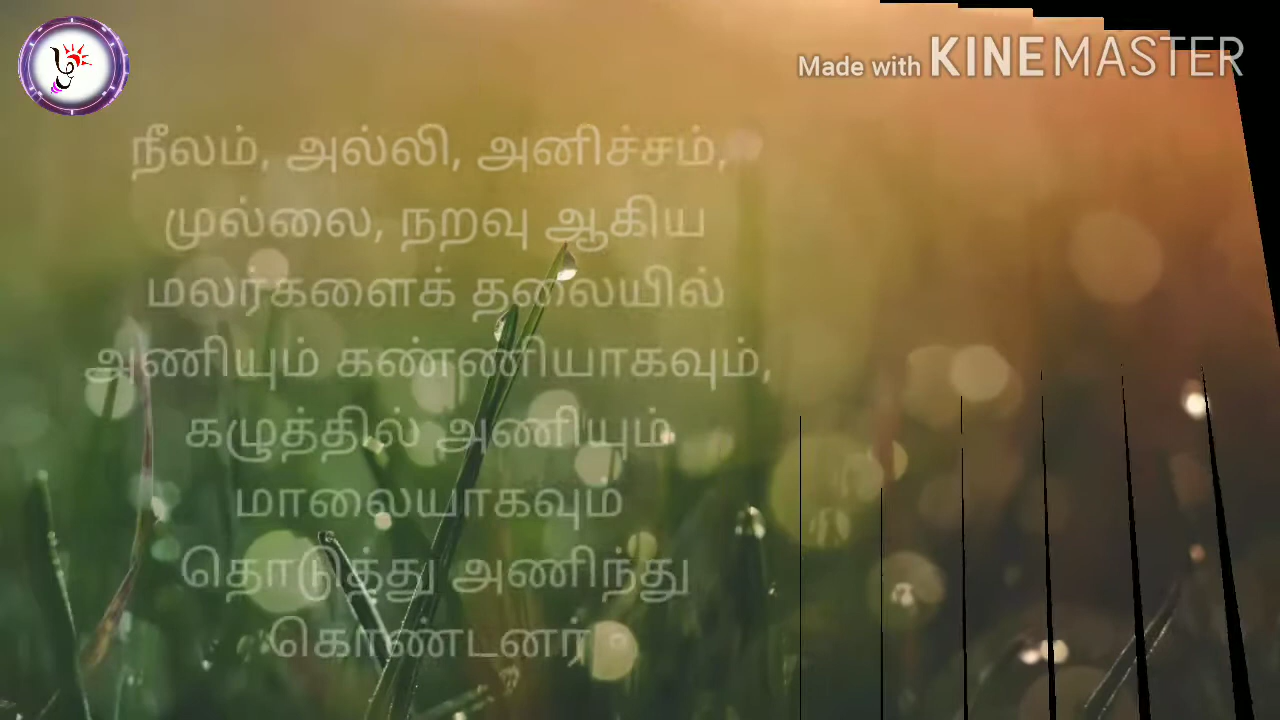 Made with KINEMASTER
நீலம், அல்லி, அனிச்சம்,
முல்லை, நறவு ஆகிய
மலர்களைக் தலையில்
அணியும் கண்ணியாகவும்,
கழுத்தில் அணியும்
மாலையாகவும்
தொடுத்து அணிந்து
கொண்டனர்